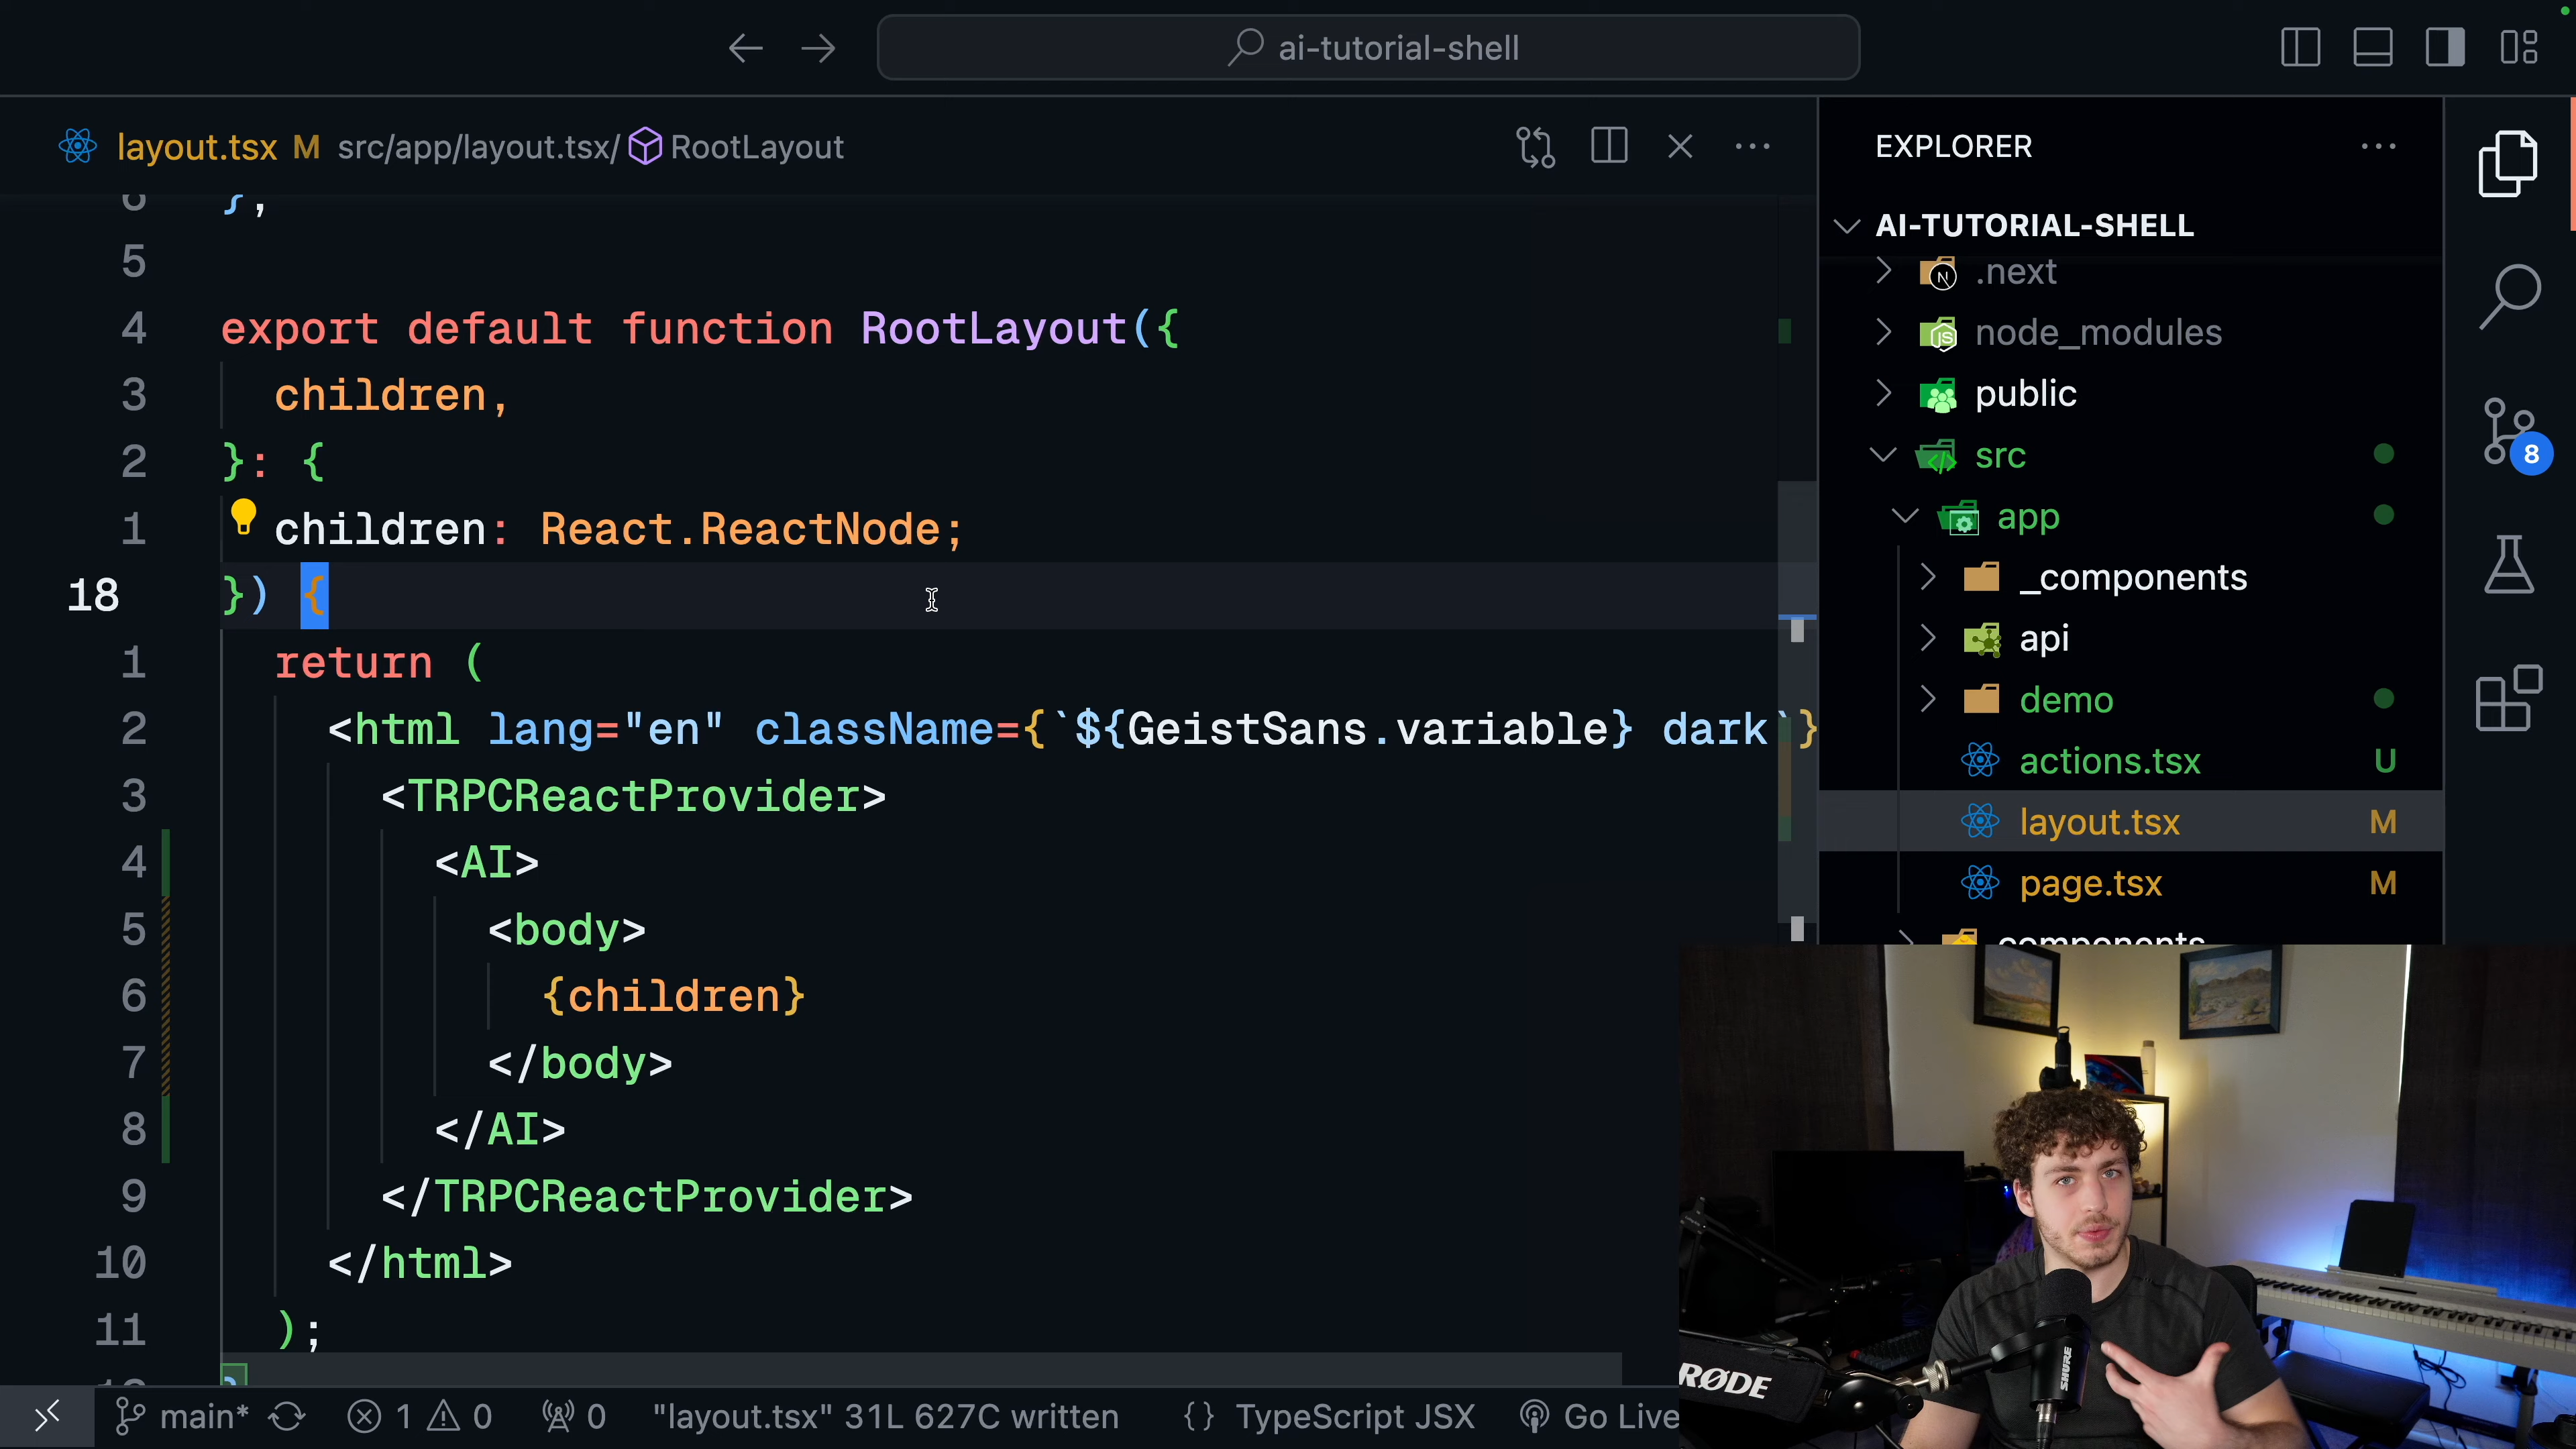 ai-tutorial-shell
layout.tsx M src/app/layout.tsx/ RootLayout
6 },
5
4 export default function RootLayout({
3 children,
2 }: {
1 children: React.ReactNode;
18 }) {
1 return (
2 <html lang="en" className={`${GeistSans.variable} dark`}
3 <TRPCReactProvider>
4 <AI>
5 <body>
6 {children}
7 </body>
8 </AI>
9 </TRPCReactProvider>
10 </html>
11 );
EXPLORER
AI-TUTORIAL-SHELL
.next
node_modules
public
src
app
_components
api
demo
actions.tsx U
layout.tsx M
page.tsx M
components
8
main* 1 0 0 "layout.tsx" 31L 627C written {} TypeScript JSX Go Live
RØDE
SHURE